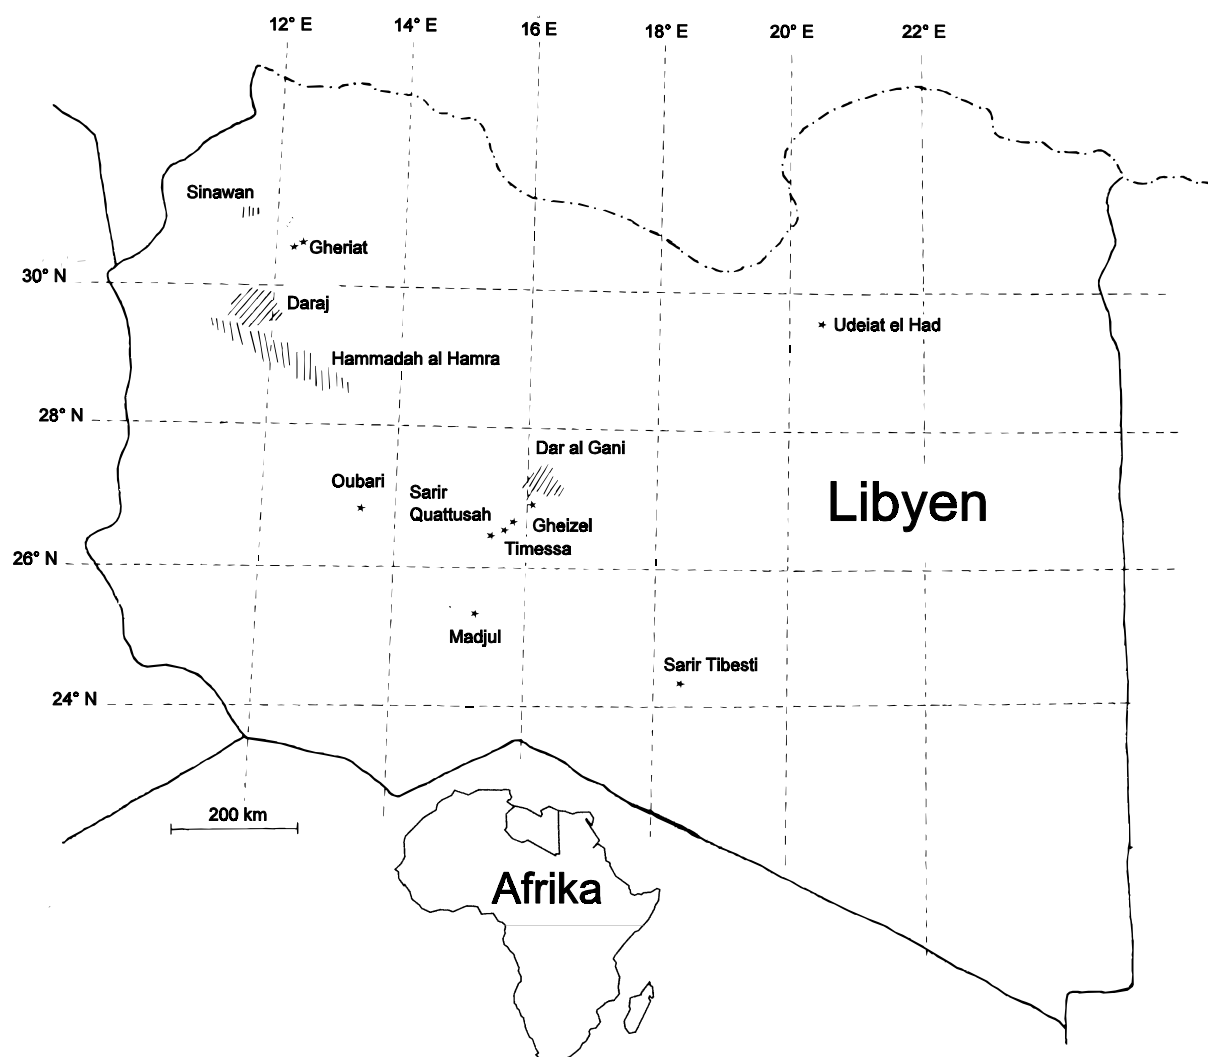 12° E
14° E
16 E
18° E
20° E
22° E
Sinawan
Gheriat
30° N
Daraj
Udeiat el Had
Hammadah al Hamra
28° N
Dar al Gani
Oubari
Sarir
Quattusah
Libyen
Gheizel
Timessa
26° N
Madjul
Sarir Tibesti
24° N
200 km
Afrika